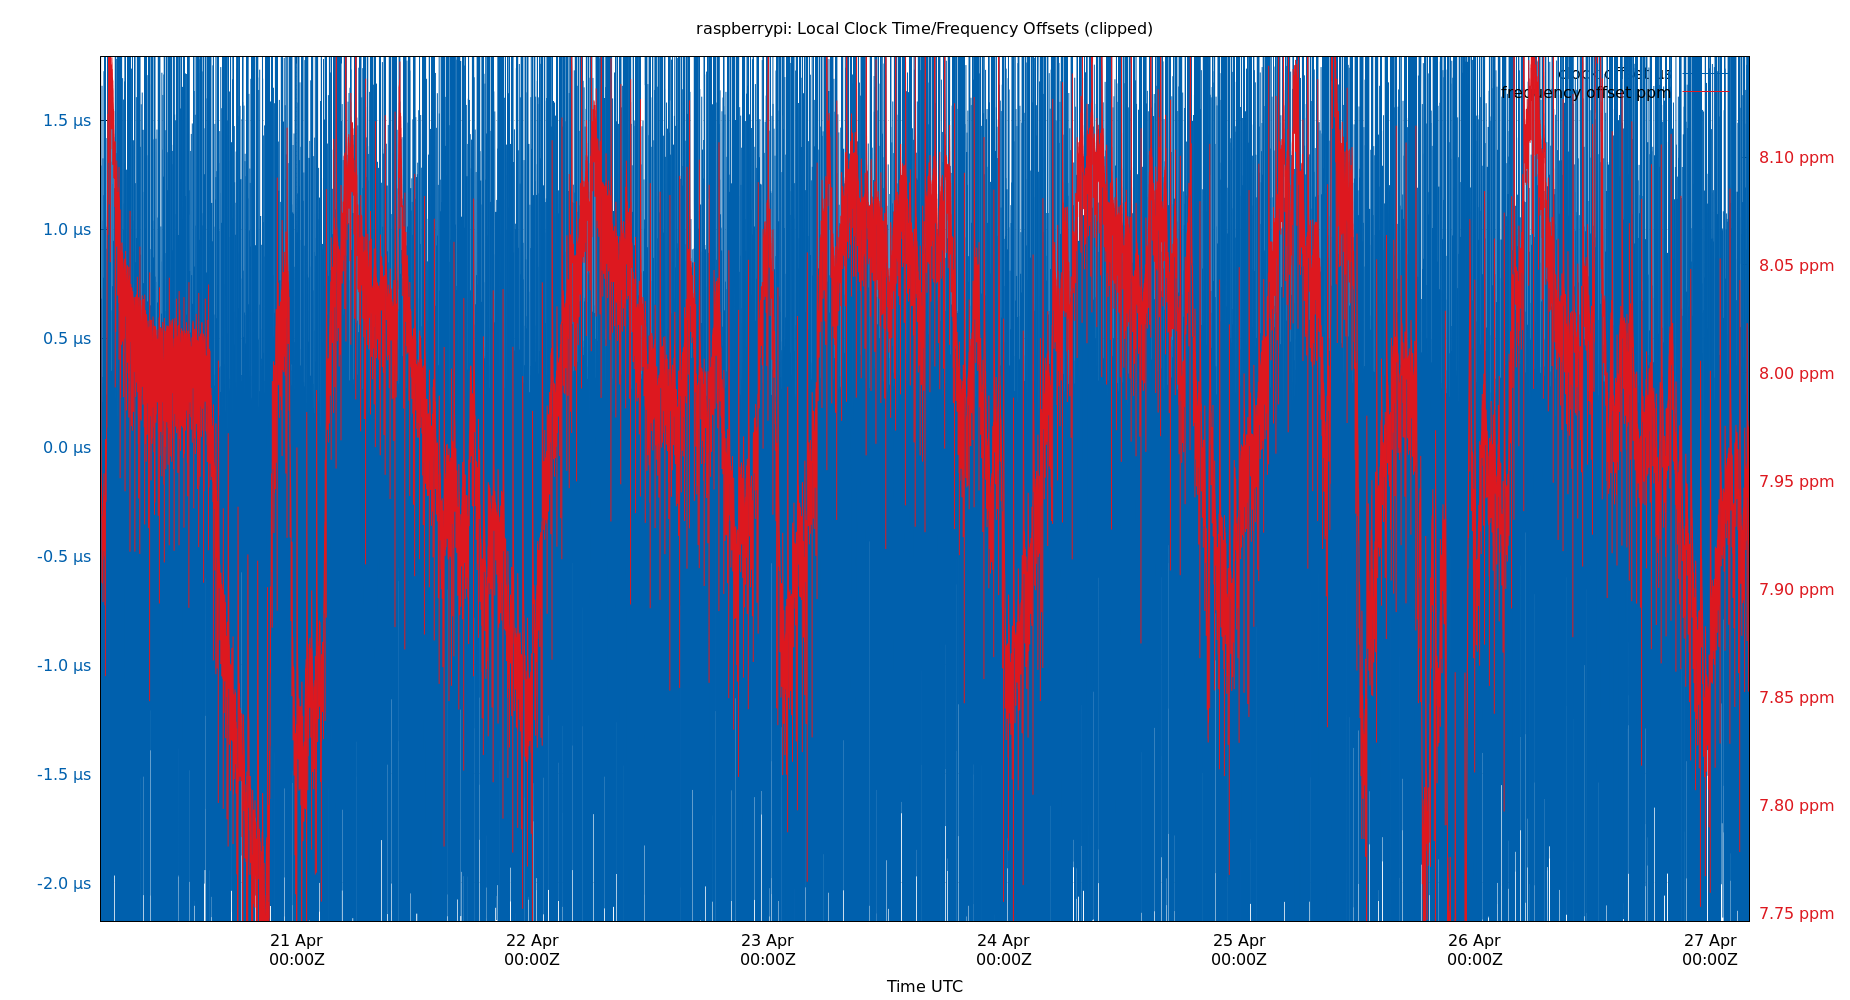 raspberrypi: Local Clock Time/Frequency Offsets (clipped)
clock offset µs
frequency offset ppm
1.5 µs
1.0 µs
0.5 µs
0.0 µs
-0.5 µs
-1.0 µs
-1.5 µs
-2.0 µs
8.10 ppm
8.05 ppm
8.00 ppm
7.95 ppm
7.90 ppm
7.85 ppm
7.80 ppm
7.75 ppm
21 Apr
00:00Z
22 Apr
00:00Z
23 Apr
00:00Z
24 Apr
00:00Z
25 Apr
00:00Z
26 Apr
00:00Z
27 Apr
00:00Z
Time UTC